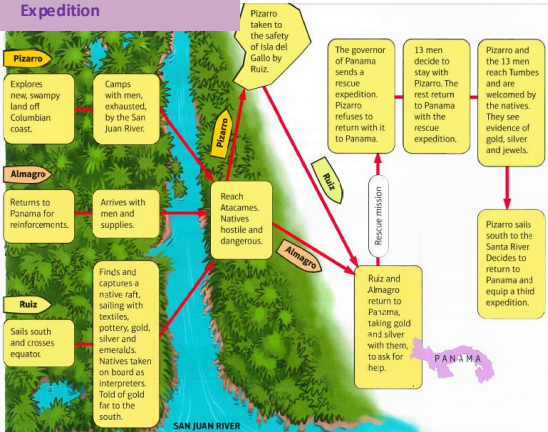 Expedition
Pizarro
Explores
new, swampy
land off
Columbian
coast.
Camps
with men,
exhausted,
by the San
Juan River.
Almagro
Returns to
Panama for
reinforcements.
Arrives with
men and
supplies.
Ruiz
Sails south
and crosses
equator.
Finds and
captures a
native raft,
sailing with
textiles,
pottery, gold,
silver and
emeralds.
Natives taken
on board as
interpreters.
Told of gold
far to the
south.
Reach
Atacames.
Natives
hostile and
dangerous.
Pizarro
Pizarro
taken to
the safety
of Isla del
Gallo by
Ruiz.
Ruiz
Almagro
Ruiz and
Almagro
return to
Panama,
taking gold
and silver
with them,
to ask for
help.
Rescue mission
The governor
of Panama
sends a
rescue
expedition.
Pizarro
refuses to
return with it
to Panama.
13 men
decide to
stay with
Pizarro. The
rest return
to Panama
with the
rescue
expedition.
Pizarro and
the 13 men
reach Tumbes
and are
welcomed by
the natives.
They see
evidence of
gold, silver
and jewels.
Pizarro sails
south to the
Santa River
Decides to
return to
Panama and
equip a third
expedition.
PANAMA
SAN JUAN RIVER